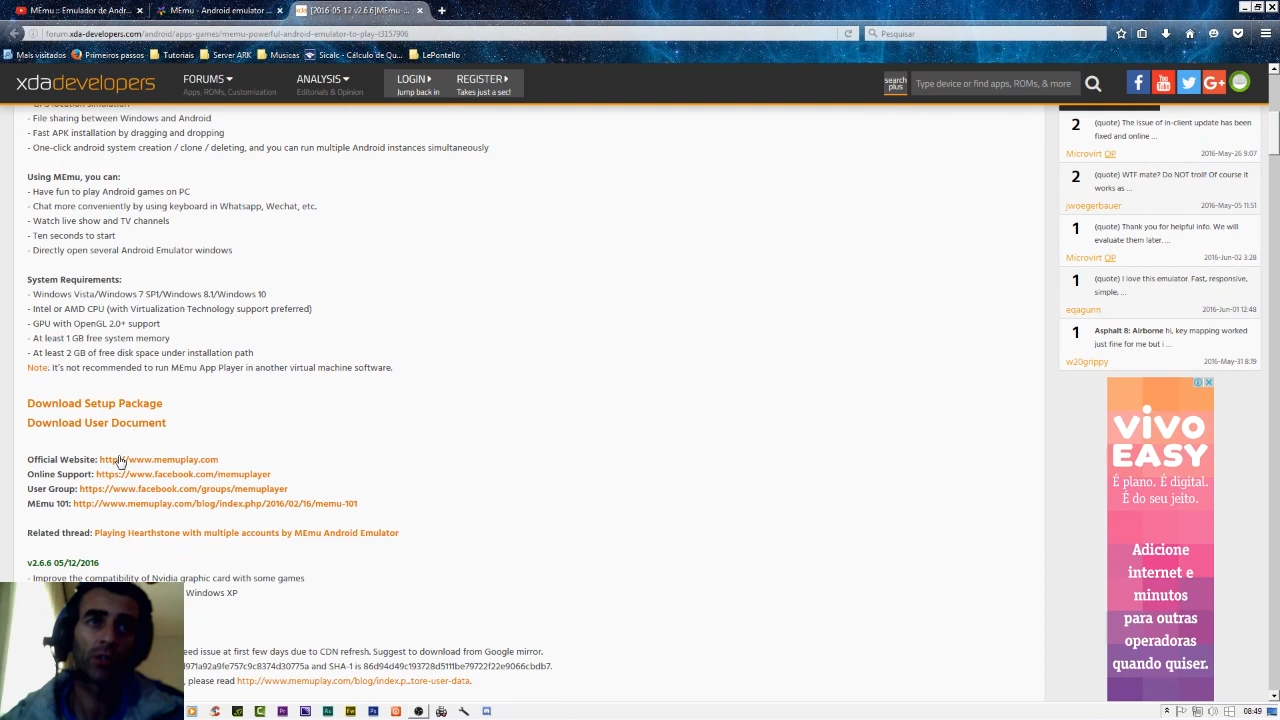 MEmu :: Emulador de Andr...
MEmu - Android emulator ...
[2016-05-12 v2.6.6]MEmu- ...
forum.xda-developers.com/android/apps-games/memu-powerful-android-emulator-to-play-t3157906
Pesquisar
Mais visitados
Primeiros passos
Tutoriais
Server ARK
Musicas
Sicalc - Cálculo de Qu...
LePontello
xdadevelopers
FORUMS
Apps, ROMs, Customization
ANALYSIS
Editorials & Opinion
LOGIN
Jump back in
REGISTER
Takes just a sec!
search plus
Type device or find apps, ROMs, & more
- File sharing between Windows and Android
- Fast APK installation by dragging and dropping
- One-click android system creation / clone / deleting, and you can run multiple Android instances simultaneously
Using MEmu, you can:
- Have fun to play Android games on PC
- Chat more conveniently by using keyboard in Whatsapp, Wechat, etc.
- Watch live show and TV channels
- Ten seconds to start
- Directly open several Android Emulator windows
System Requirements:
- Windows Vista/Windows 7 SP1/Windows 8.1/Windows 10
- Intel or AMD CPU (with Virtualization Technology support preferred)
- GPU with OpenGL 2.0+ support
- At least 1 GB free system memory
- At least 2 GB of free disk space under installation path
Note: It's not recommended to run MEmu App Player in another virtual machine software.
Download Setup Package
Download User Document
Official Website: http://www.memuplay.com
Online Support: https://www.facebook.com/memuplayer
User Group: https://www.facebook.com/groups/memuplayer
MEmu 101: http://www.memuplay.com/blog/index.php/2016/02/16/memu-101
Related thread: Playing Hearthstone with multiple accounts by MEmu Android Emulator
v2.6.6 05/12/2016
- Improve the compatibility of Nvidia graphic card with some games
Windows XP
eed issue at first few days due to CDN refresh. Suggest to download from Google mirror.
d971a92a9fe757c9c8374d30775a and SHA-1 is 86d94d49c193728d5111be79722f22e9066cbdb7.
, please read http://www.memuplay.com/blog/index.p...tore-user-data.
2
(quote) The issue of in-client update has been
fixed and online ...
Microvirt OP
2016-May-26 9:07
2
(quote) WTF mate? Do NOT troll! Of course it
works as ...
jwoegerbauer
2016-May-05 11:51
1
(quote) Thank you for helpful info. We will
evaluate them later. ...
Microvirt OP
2016-Jun-02 3:28
1
(quote) I love this emulator. Fast, responsive,
simple, ...
eqagunn
2016-Jun-01 12:48
1
Asphalt 8: Airborne hi, key mapping worked
just fine for me but i ...
w20grippy
2016-May-31 8:19
vivo
EASY
É plano. É digital.
É do seu jeito.
Adicione
internet e
minutos
para outras
operadoras
quando quiser.
08:49